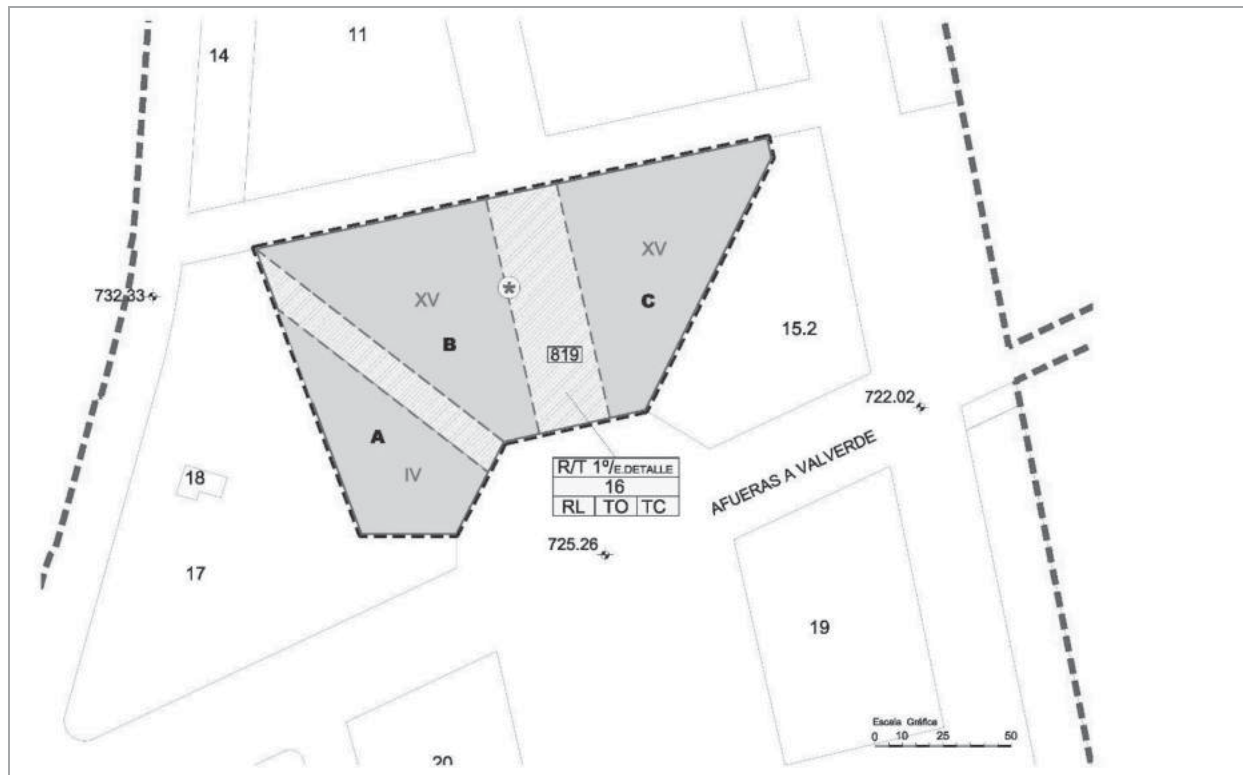 11
14
XV
732.33
XV
C
15.2
B
819
722.02
A
AFUERAS A VALVERDE
R/T 1º/E.DETALLE
18
IV
16
RL TO TC
725.26
17
19
Escala Gráfica
0 10 25 50
20